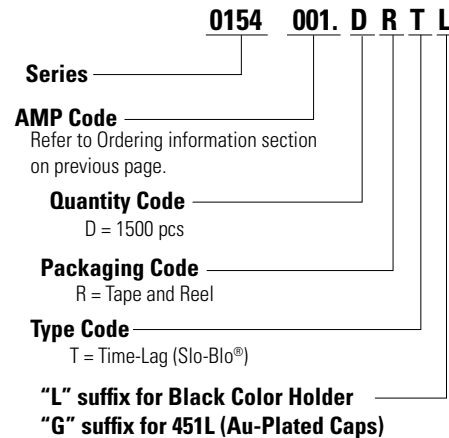 0154 001. D R T L
Series
AMP Code
Refer to Ordering information section
on previous page.
Quantity Code
D = 1500 pcs
Packaging Code
R = Tape and Reel
Type Code
T = Time-Lag (Slo-Blo®)
“L” suffix for Black Color Holder
“G” suffix for 451L (Au-Plated Caps)